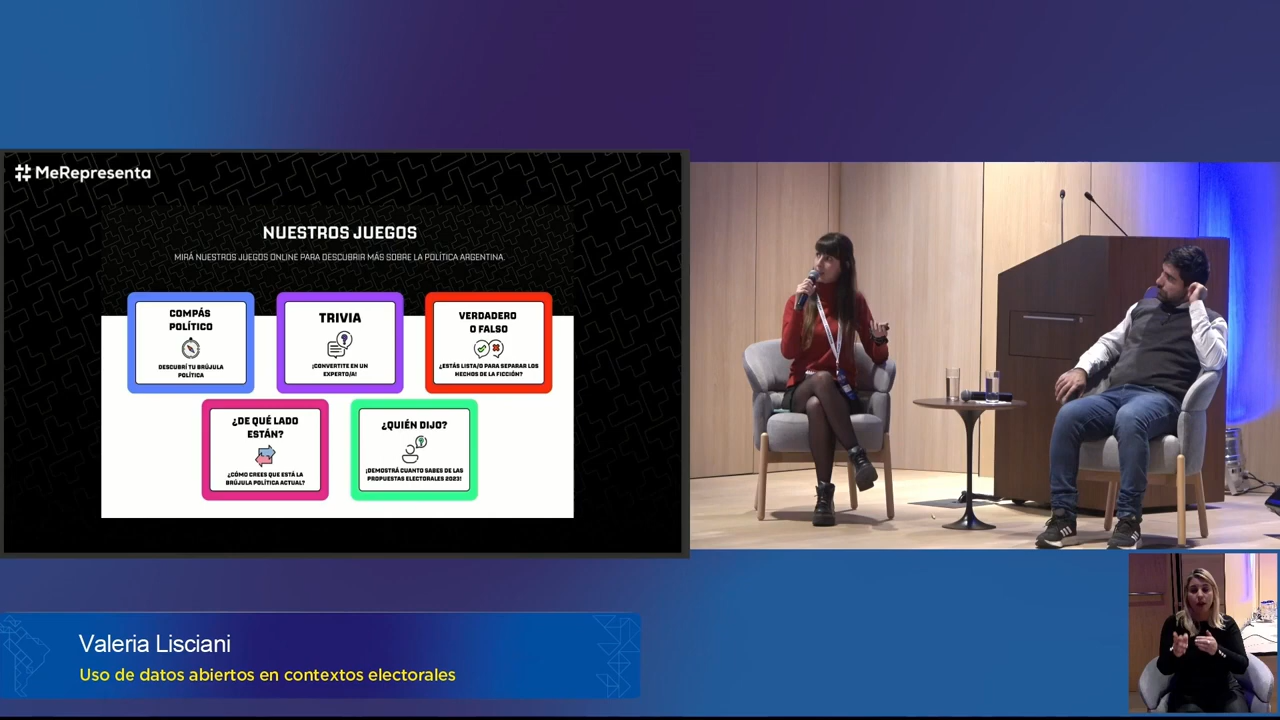 #MeRepresenta
NUESTROS JUEGOS
MIRÁ NUESTROS JUEGOS ONLINE PARA DESCUBRIR MÁS SOBRE LA POLÍTICA ARGENTINA.
COMPÁS
POLÍTICO
DESCUBRÍ TU BRÚJULA
POLÍTICA
TRIVIA
¡CONVERTITE EN UN
EXPERTO/A!
VERDADERO
O FALSO
¿ESTÁS LISTA/O PARA SEPARAR LOS
HECHOS DE LA FICCIÓN?
¿DE QUÉ LADO
ESTÁN?
¿CÓMO CREES QUE ESTÁ LA
BRÚJULA POLÍTICA ACTUAL?
¿QUIÉN DIJO?
¡DEMOSTRÁ CUANTO SABES DE LAS
PROPUESTAS ELECTORALES 2023!
Valeria Lisciani
Uso de datos abiertos en contextos electorales